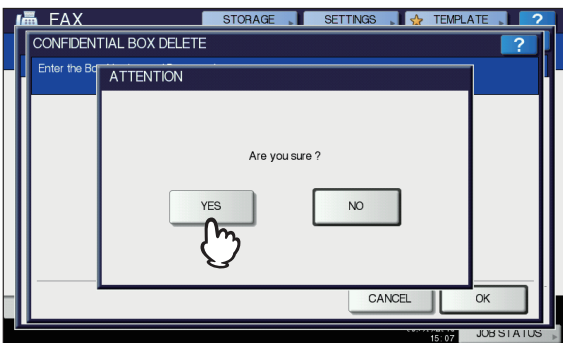 FAX STORAGE SETTINGS TEMPLATE ?
CONFIDENTIAL BOX DELETE ?
Enter the
ATTENTION
Are you sure ?
YES NO
CANCEL OK
15:07 JOB STATUS